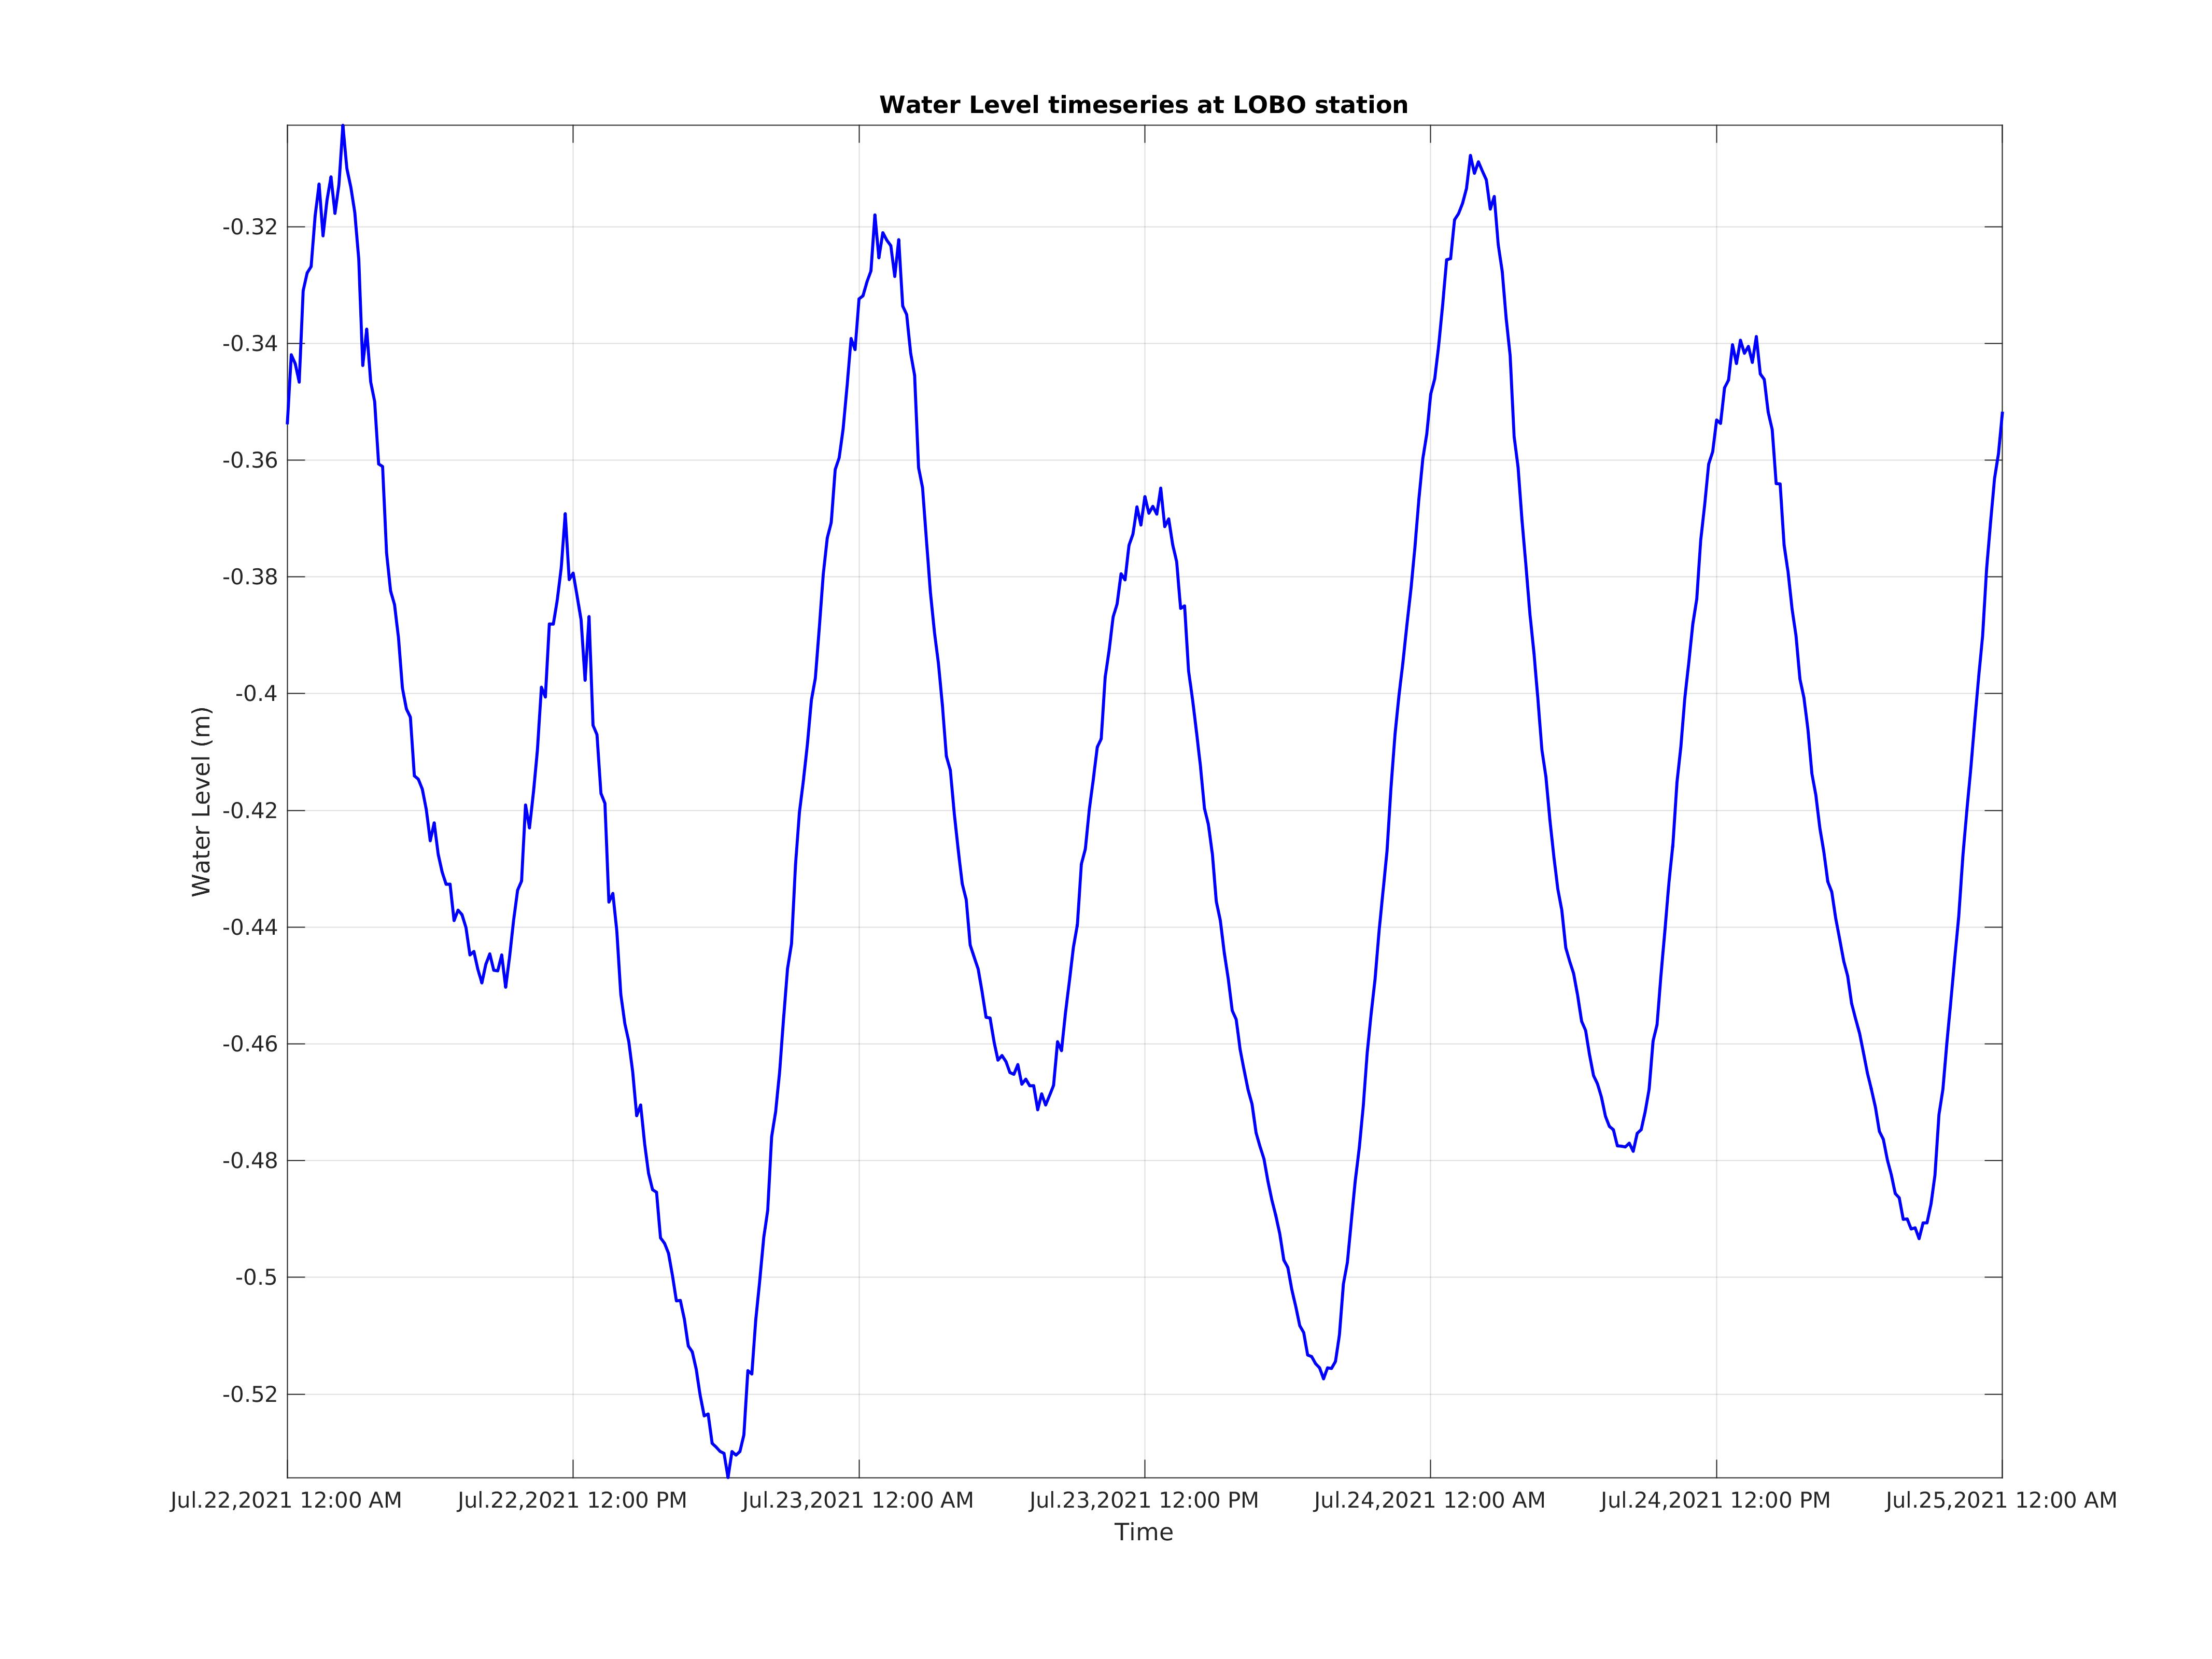 Water Level timeseries at LOBO station
Water Level (m)
-0.32
-0.34
-0.36
-0.38
-0.4
-0.42
-0.44
-0.46
-0.48
-0.5
-0.52
Jul.22,2021 12:00 AM Jul.22,2021 12:00 PM Jul.23,2021 12:00 AM Jul.23,2021 12:00 PM Jul.24,2021 12:00 AM Jul.24,2021 12:00 PM Jul.25,2021 12:00 AM
Time